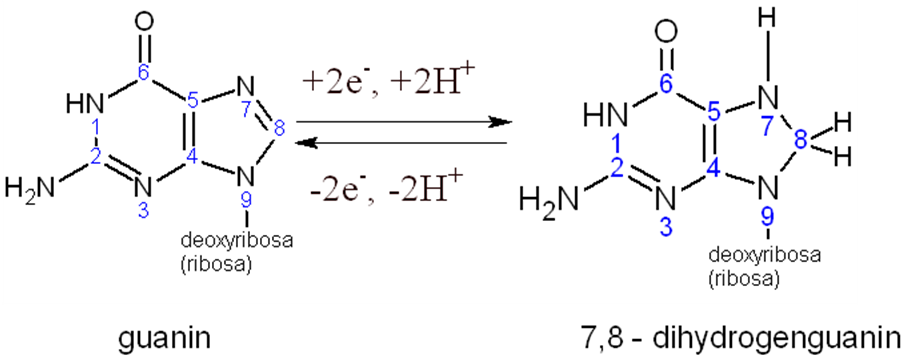 O
6
HN
1
5
N
7
8
2
4
H₂N
N
3
N
9
deoxyribosa
(ribosa)
guanin
+2e⁻, +2H⁺
-2e⁻, -2H⁺
H
O
6
HN
1
5
N
7
8
H
H
2
4
H₂N
N
3
N
9
deoxyribosa
(ribosa)
7,8 - dihydrogenguanin